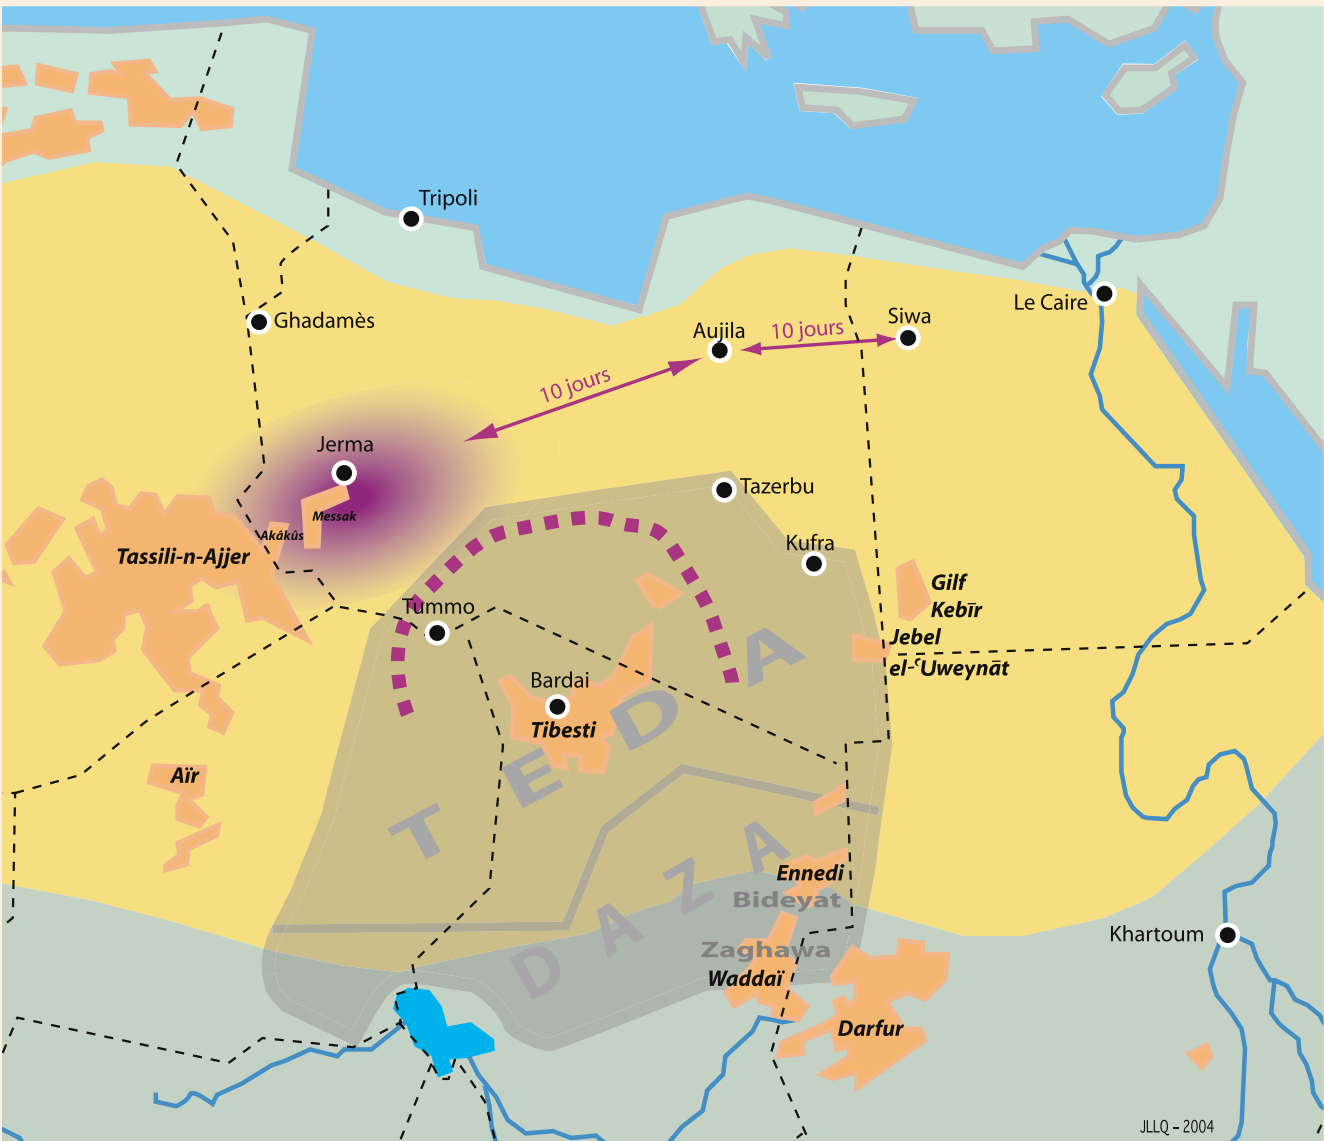 Tripoli
Ghadamès
Aujila
10 jours
Siwa
Le Caire
10 jours
Jerma
Messak
Akâkûs
Tassili-n-Ajjer
Tazerbu
Kufra
Gilf
Kebīr
Tummo
Jebel
el-ʿUweynāt
Bardai
Tibesti
Aïr
TEDA
DAZA
Ennedi
Bideyat
Zaghawa
Waddaï
Khartoum
Darfur
JLLQ – 2004